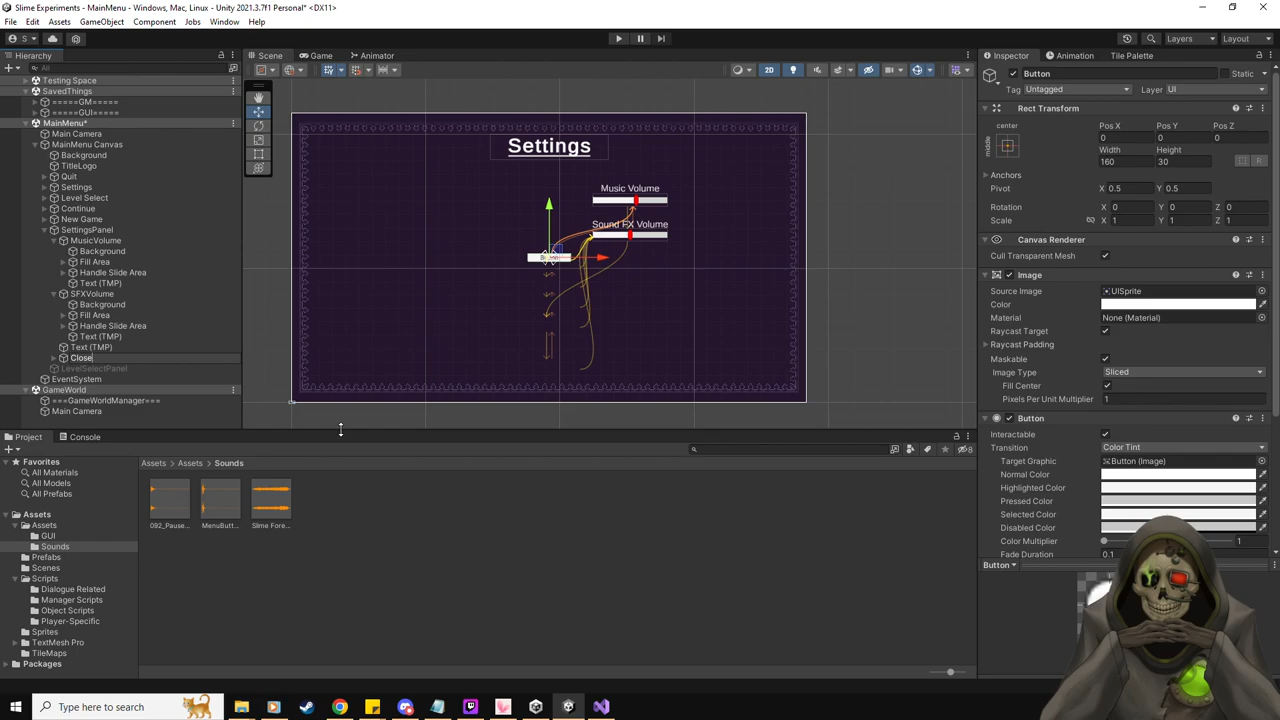 Slime Experiments - MainMenu - Windows, Mac, Linux - Unity 2021.3.7f1 Personal* <DX11>
File Edit Assets GameObject Component Jobs Window Help
S Layers Layout
Hierarchy Scene Game Animator Inspector Animation Tile Palette
All 2D
Testing Space
SavedThings
=====GM=====
=====GUI=====
MainMenu*
Main Camera
MainMenu Canvas
Background
TitleLogo
Quit
Settings
Level Select
Continue
New Game
SettingsPanel
MusicVolume
Background
Fill Area
Handle Slide Area
Text (TMP)
SFXVolume
Background
Fill Area
Handle Slide Area
Text (TMP)
Text (TMP)
Close
LevelSelectPanel
EventSystem
GameWorld
===GameWorldManager===
Main Camera
Settings
Music Volume
Sound FX Volume
Button Static
Tag Untagged Layer UI
Rect Transform
center
middle
Pos X Pos Y Pos Z
0 0 0
Width Height
160 30
Anchors
Pivot X 0.5 Y 0.5
Rotation X 0 Y 0 Z 0
Scale X 1 Y 1 Z 1
Canvas Renderer
Cull Transparent Mesh
Image
Source Image UISprite
Color
Material None (Material)
Raycast Target
Raycast Padding
Maskable
Image Type Sliced
Fill Center
Pixels Per Unit Multiplier 1
Button
Interactable
Transition Color Tint
Target Graphic Button (Image)
Normal Color
Highlighted Color
Pressed Color
Selected Color
Disabled Color
Color Multiplier 1
Fade Duration 0.1
Button
Project Console
8
Favorites
All Materials
All Models
All Prefabs
Assets
Assets
GUI
Sounds
Prefabs
Scenes
Scripts
Dialogue Related
Manager Scripts
Object Scripts
Player-Specific
Sprites
TextMesh Pro
TileMaps
Packages
Assets > Assets > Sounds
092_Pause... MenuButt... Slime Fore...
Type here to search